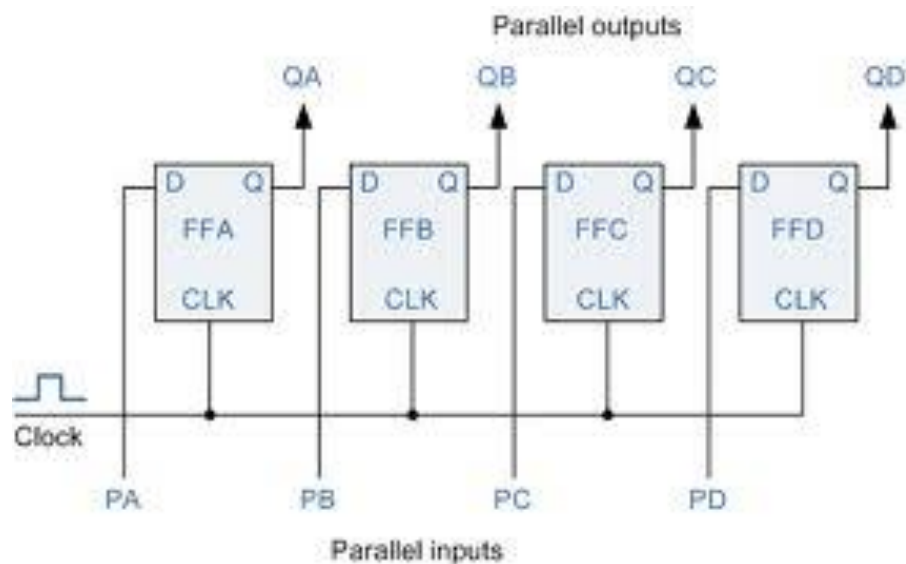 Parallel outputs
QA QB QC QD
D Q D Q D Q D Q
FFA FFB FFC FFD
CLK CLK CLK CLK
Clock
PA PB PC PD
Parallel inputs